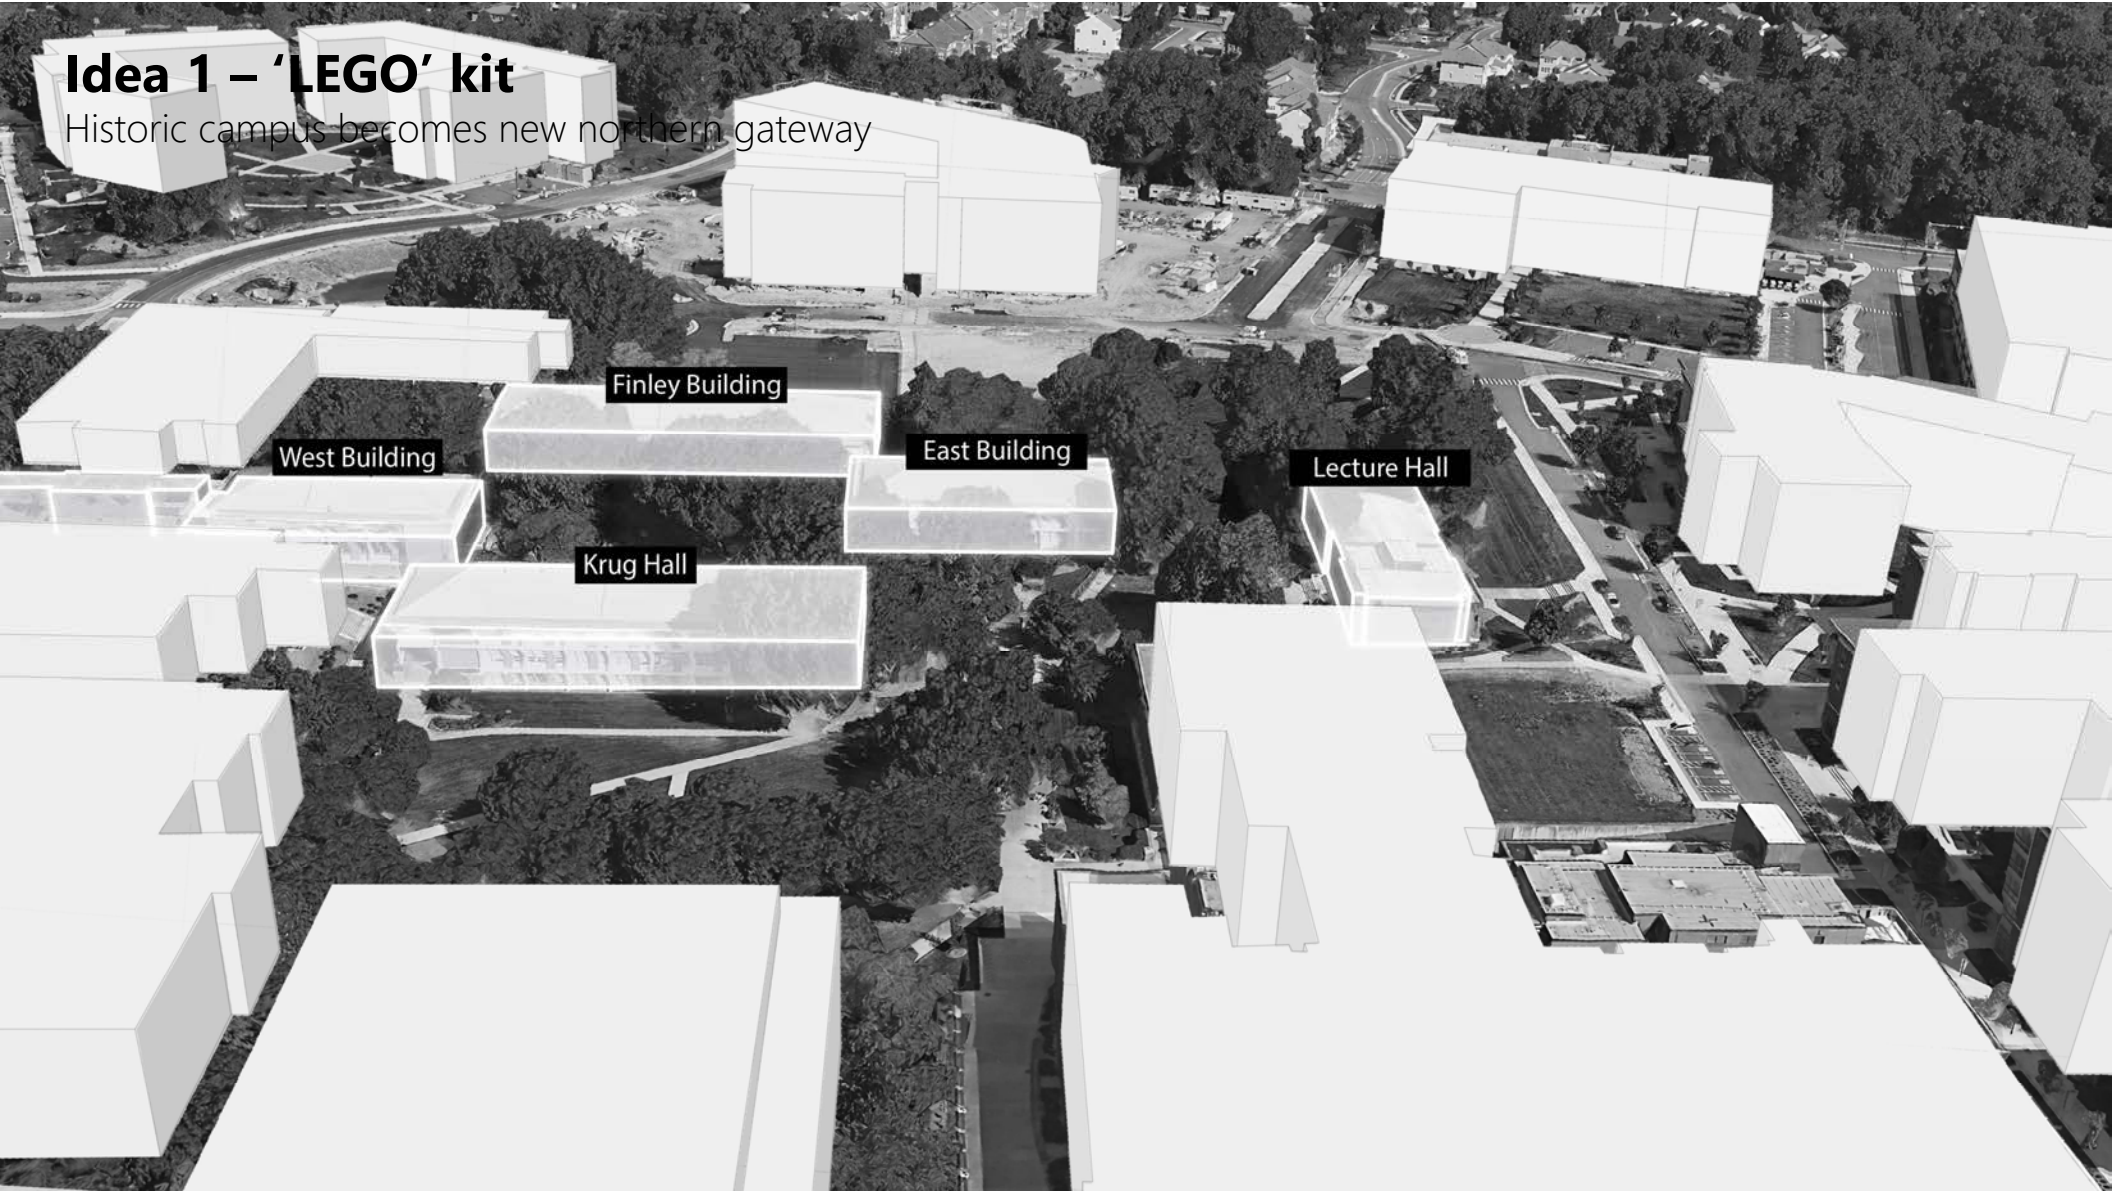 Idea 1 – ‘LEGO’ kit
Historic campus becomes new northern gateway
Finley Building
East Building
West Building
Lecture Hall
Krug Hall